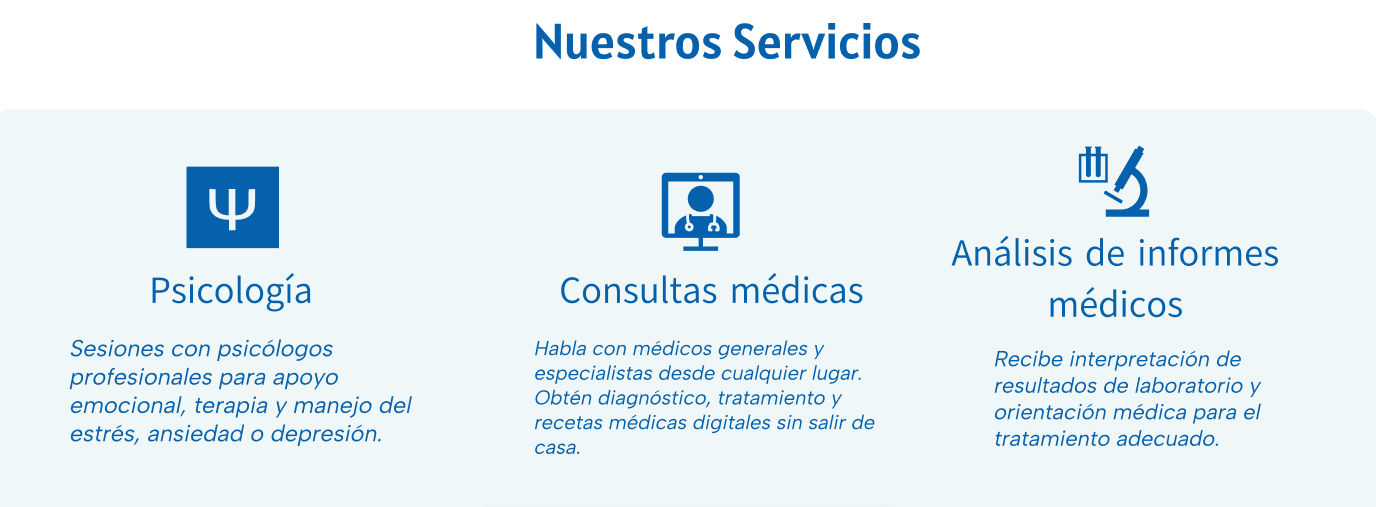 Nuestros Servicios
Ψ
Psicología
Sesiones con psicólogos
profesionales para apoyo
emocional, terapia y manejo del
estrés, ansiedad o depresión.
Consultas médicas
Habla con médicos generales y
especialistas desde cualquier lugar.
Obtén diagnóstico, tratamiento y
recetas médicas digitales sin salir de
casa.
Análisis de informes
médicos
Recibe interpretación de
resultados de laboratorio y
orientación médica para el
tratamiento adecuado.